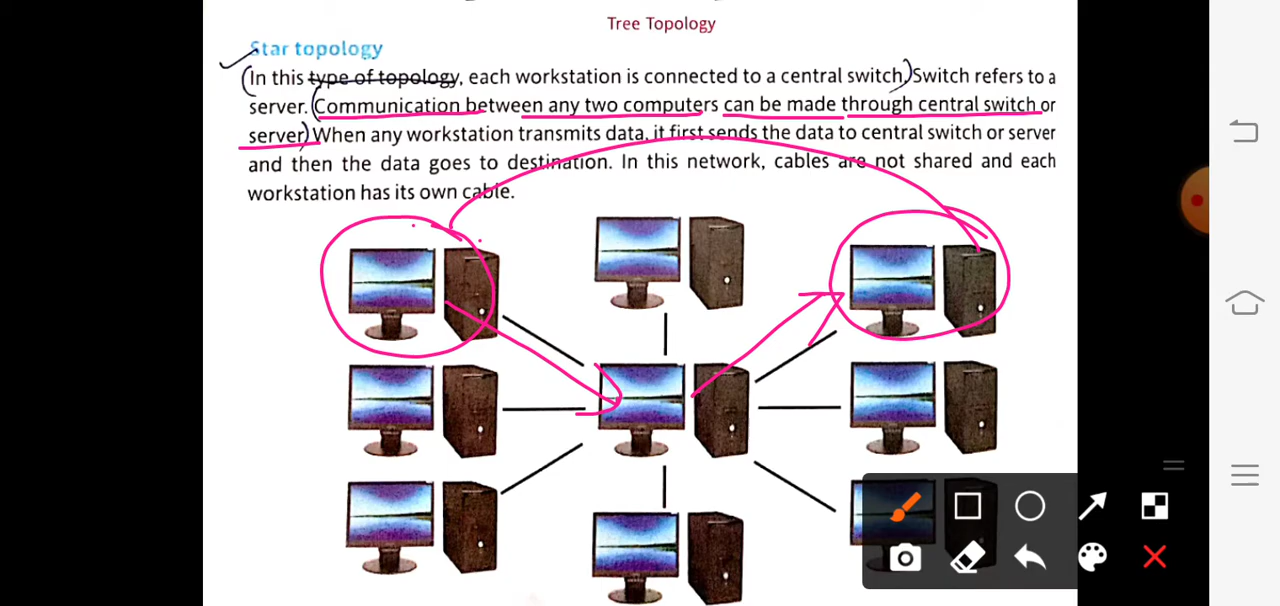 Tree Topology
Star topology
In this type of topology, each workstation is connected to a central switch. Switch refers to a
server. Communication between any two computers can be made through central switch or
server. When any workstation transmits data, it first sends the data to central switch or server
and then the data goes to destination. In this network, cables are not shared and each
workstation has its own cable.